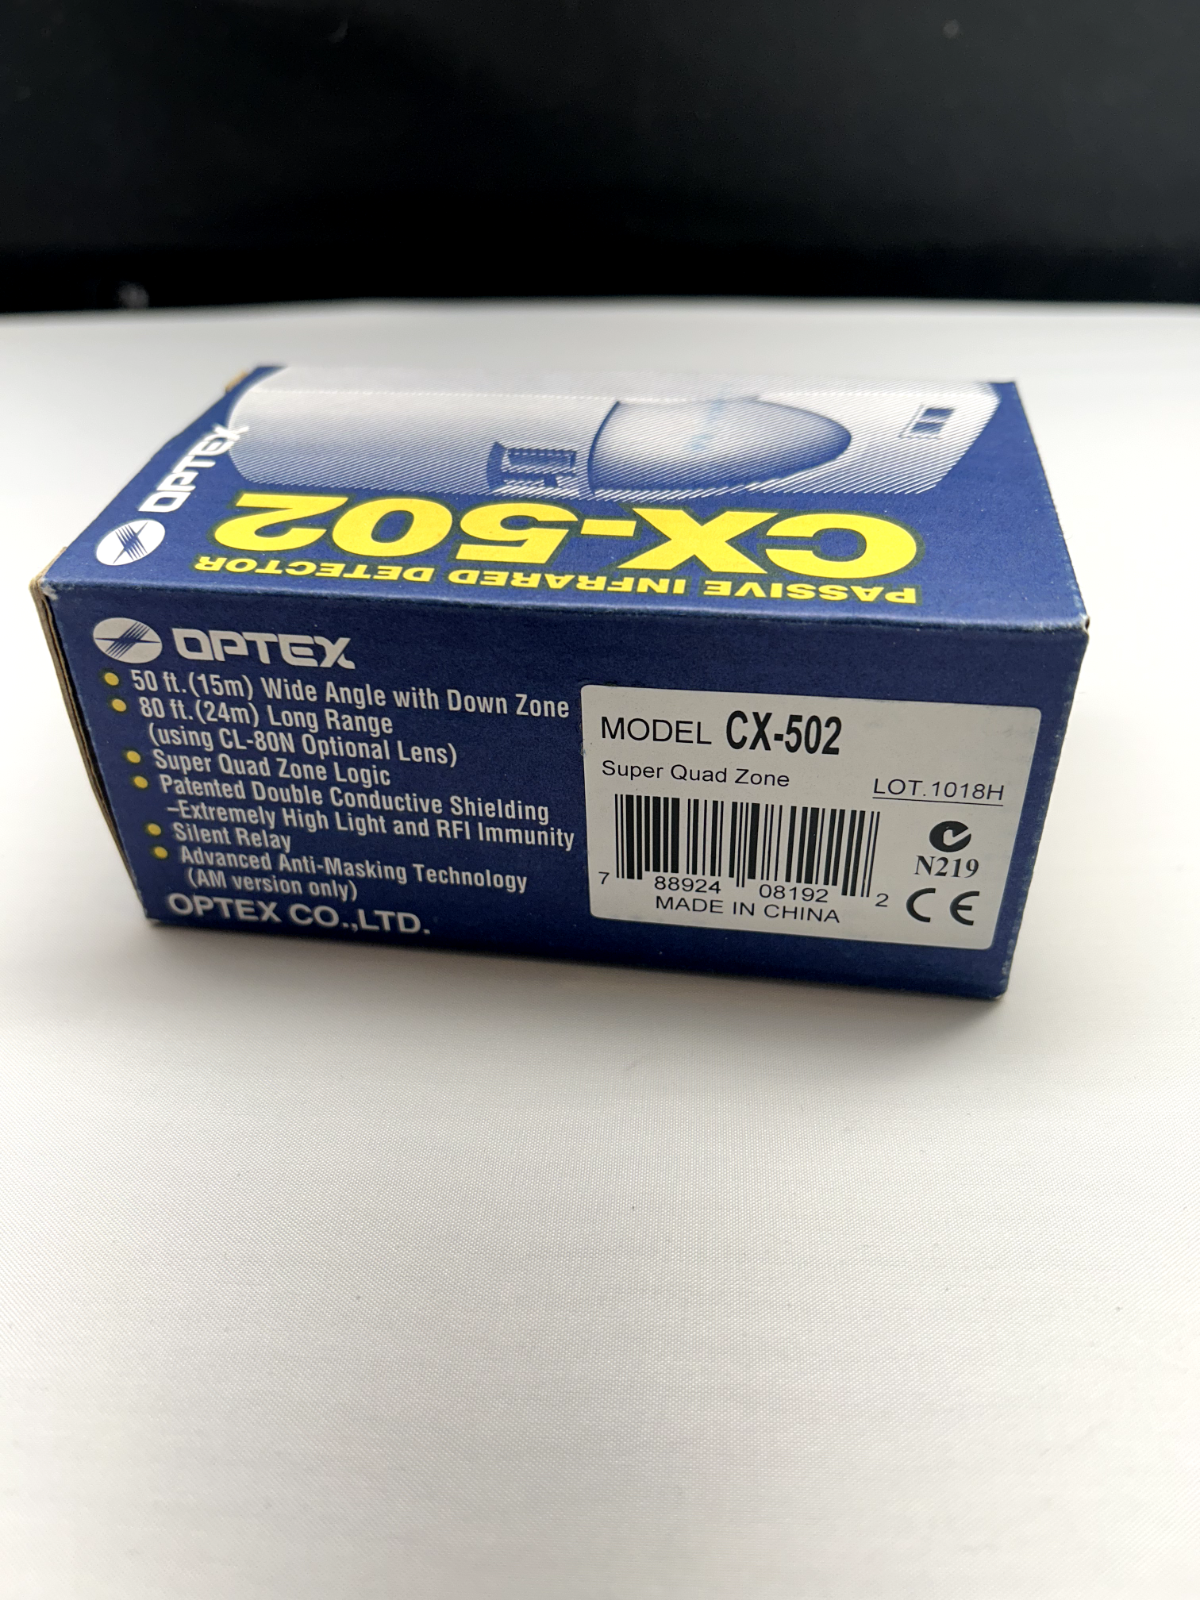 OPTEX
CX-502
PASSIVE INFRARED DETECTOR
OPTEX
50 ft.(15m) Wide Angle with Down Zone
80 ft.(24m) Long Range
(using CL-80N Optional Lens)
Super Quad Zone Logic
Patented Double Conductive Shielding
–Extremely High Light and RFI Immunity
Silent Relay
Advanced Anti-Masking Technology
(AM version only)
OPTEX CO.,LTD.
MODEL CX-502
Super Quad Zone
LOT.1018H
N219
7 88924 08192 2
MADE IN CHINA
CE